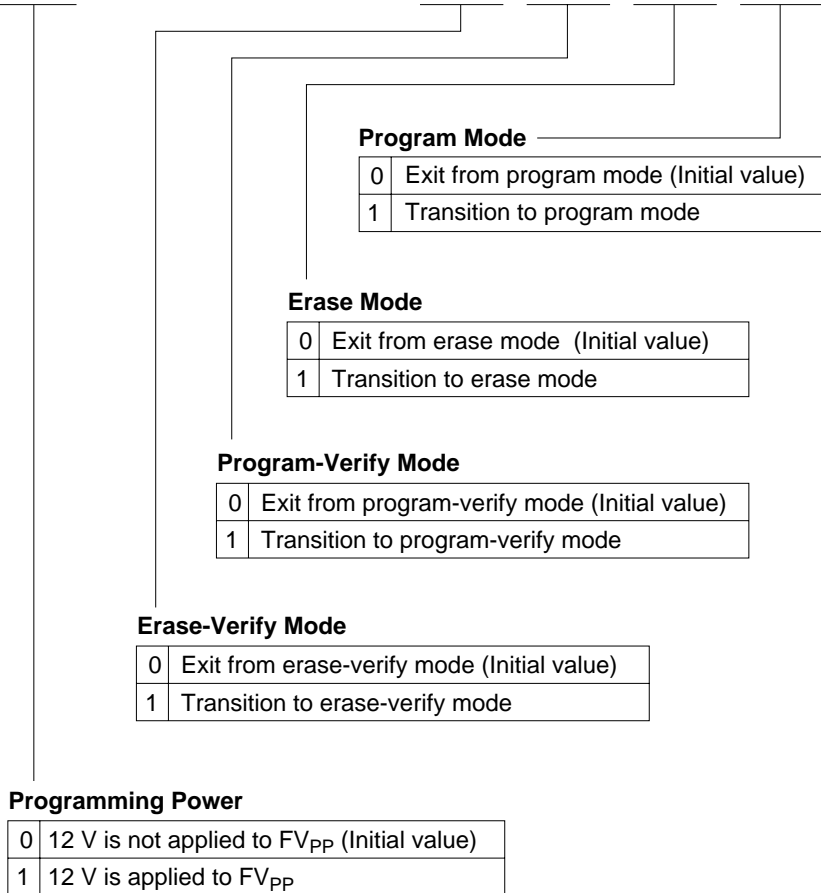 Program Mode
0 Exit from program mode (Initial value)
1 Transition to program mode
Erase Mode
0 Exit from erase mode (Initial value)
1 Transition to erase mode
Program-Verify Mode
0 Exit from program-verify mode (Initial value)
1 Transition to program-verify mode
Erase-Verify Mode
0 Exit from erase-verify mode (Initial value)
1 Transition to erase-verify mode
Programming Power
0 12 V is not applied to FVPP (Initial value)
1 12 V is applied to FVPP